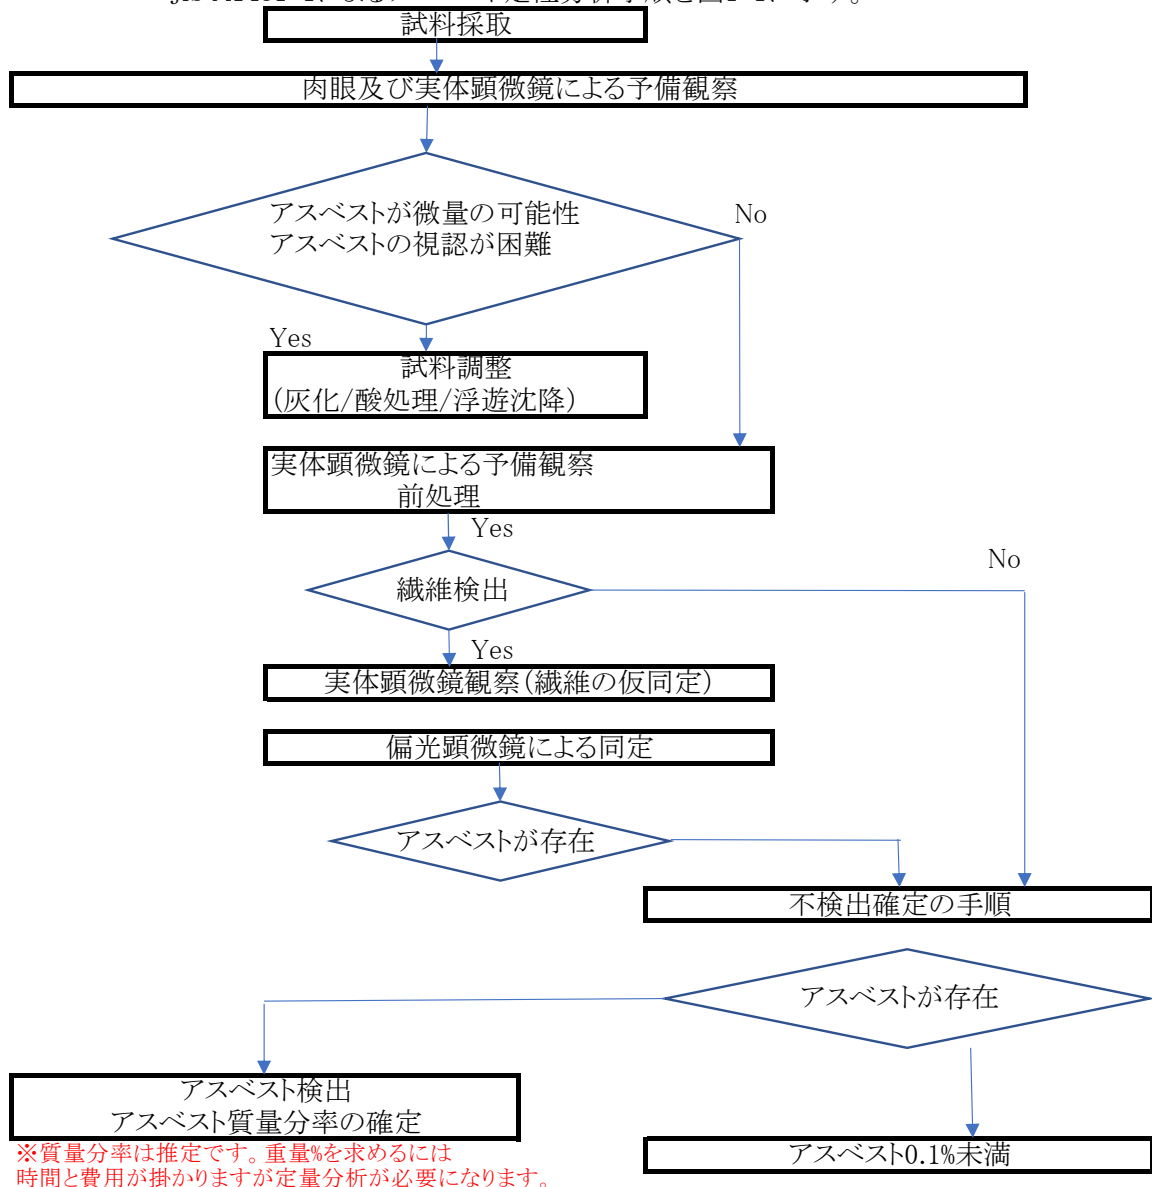 試料採取
肉眼及び実体顕微鏡による予備観察
アスベストが微量の可能性
アスベストの視認が困難
No
Yes
試料調整
(灰化/酸処理/浮遊沈降)
実体顕微鏡による予備観察
前処理
Yes
繊維検出
No
Yes
実体顕微鏡観察(繊維の仮同定)
偏光顕微鏡による同定
アスベストが存在
不検出確定の手順
アスベストが存在
アスベスト検出
アスベスト質量分率の確定
※質量分率は推定です。重量%を求めるには
時間と費用が掛かりますが定量分析が必要になります。
アスベスト0.1%未満